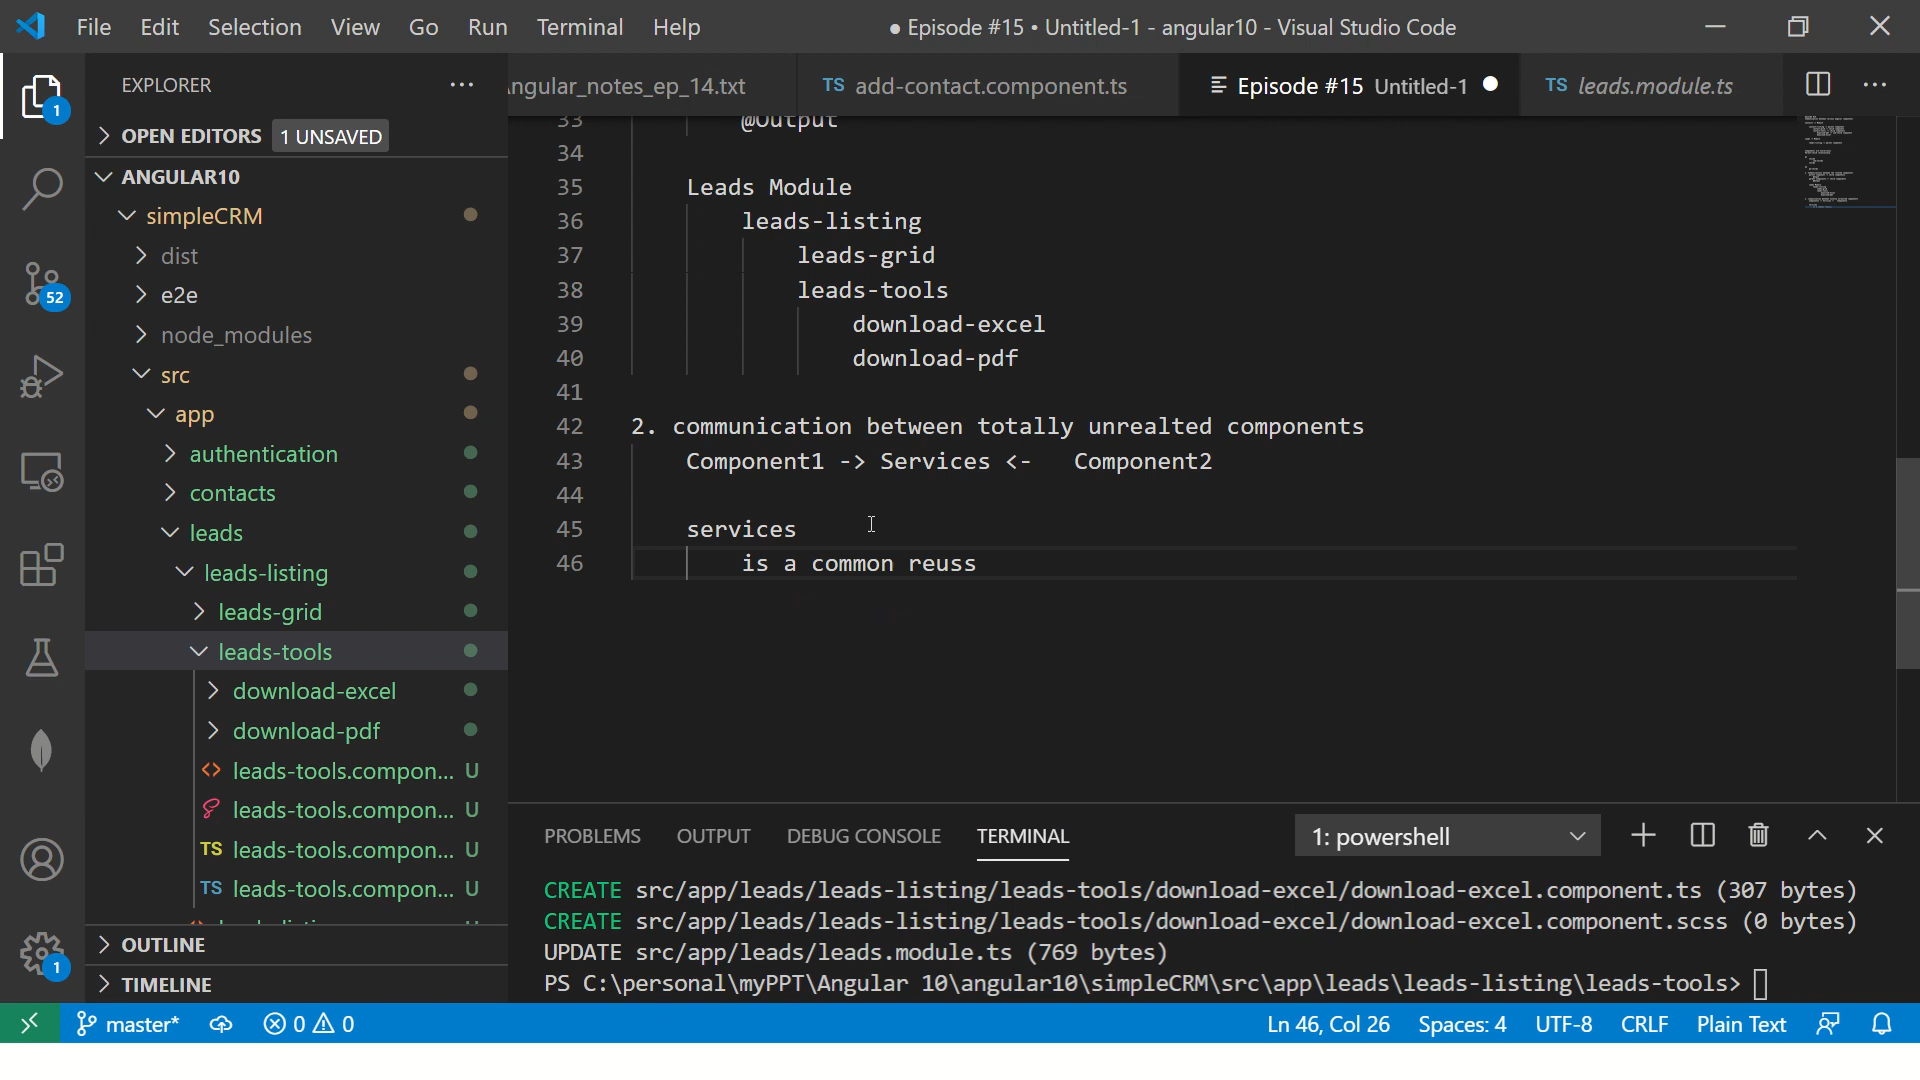 File Edit Selection View Go Run Terminal Help
● Episode #15 • Untitled-1 - angular10 - Visual Studio Code
EXPLORER
1
OPEN EDITORS 1 UNSAVED
ANGULAR10
simpleCRM
dist
e2e
52
node_modules
src
app
authentication
contacts
leads
leads-listing
leads-grid
leads-tools
download-excel
download-pdf
leads-tools.compon... U
leads-tools.compon... U
TS leads-tools.compon... U
TS leads-tools.compon... U
OUTLINE
1
TIMELINE
ngular_notes_ep_14.txt
TS add-contact.component.ts
Episode #15 Untitled-1
TS leads.module.ts
33 @Output
34
35 Leads Module
36 leads-listing
37 leads-grid
38 leads-tools
39 download-excel
40 download-pdf
41
42 2. communication between totally unrealted components
43 Component1 -> Services <- Component2
44
45 services
46 is a common reuss
PROBLEMS OUTPUT DEBUG CONSOLE TERMINAL
1: powershell
CREATE src/app/leads/leads-listing/leads-tools/download-excel/download-excel.component.ts (307 bytes)
CREATE src/app/leads/leads-listing/leads-tools/download-excel/download-excel.component.scss (0 bytes)
UPDATE src/app/leads/leads.module.ts (769 bytes)
PS C:\personal\myPPT\Angular 10\angular10\simpleCRM\src\app\leads\leads-listing\leads-tools>
master* 0 0
Ln 46, Col 26 Spaces: 4 UTF-8 CRLF Plain Text